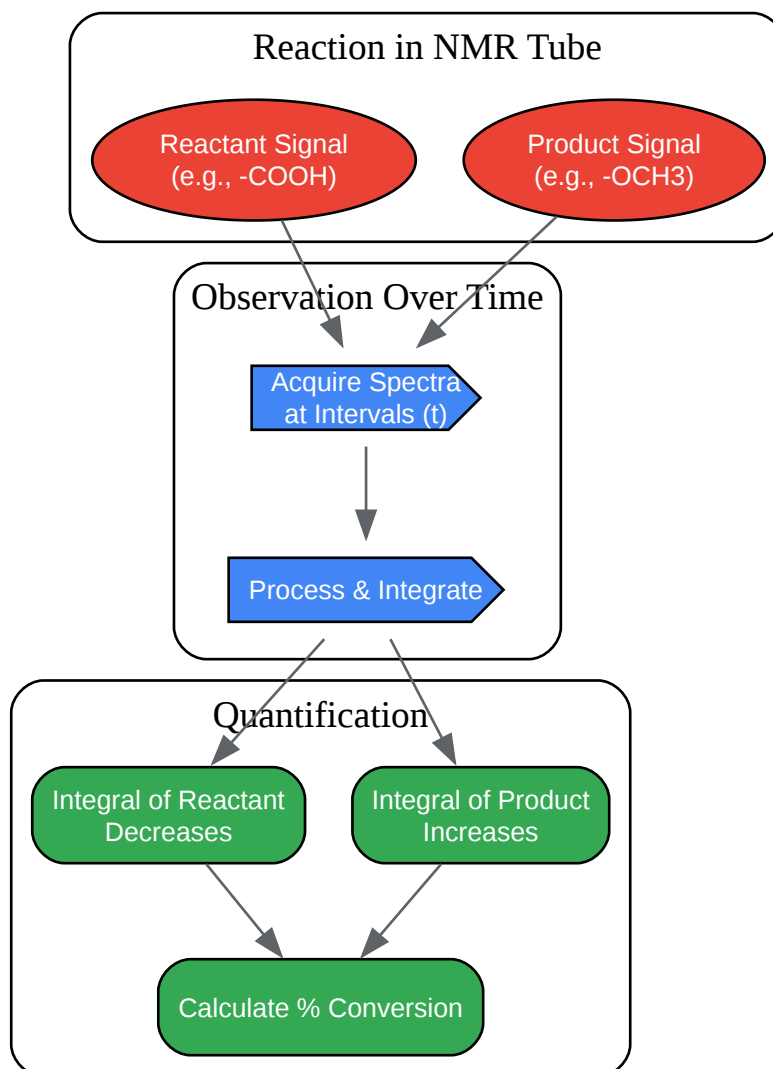 Reaction in NMR Tube
Reactant Signal
(e.g., -COOH)
Product Signal
(e.g., -OCH3)
Observation Over Time
Acquire Spectra
at Intervals (t)
Process & Integrate
Quantification
Integral of Reactant
Decreases
Integral of Product
Increases
Calculate % Conversion